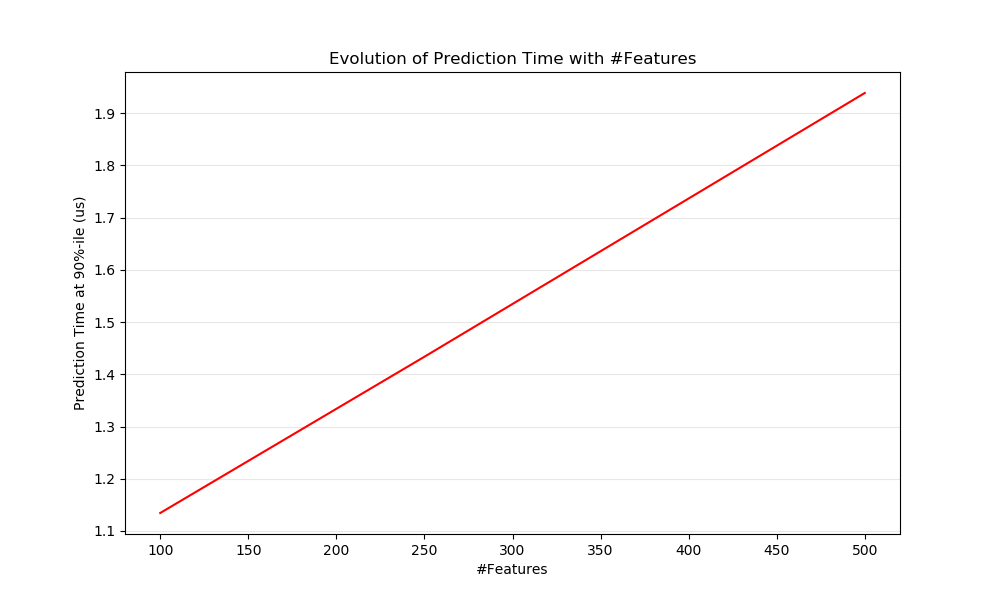 Evolution of Prediction Time with #Features
Prediction Time at 90%-ile (us)
1.9
1.8
1.7
1.6
1.5
1.4
1.3
1.2
1.1
100 150 200 250 300 350 400 450 500
#Features